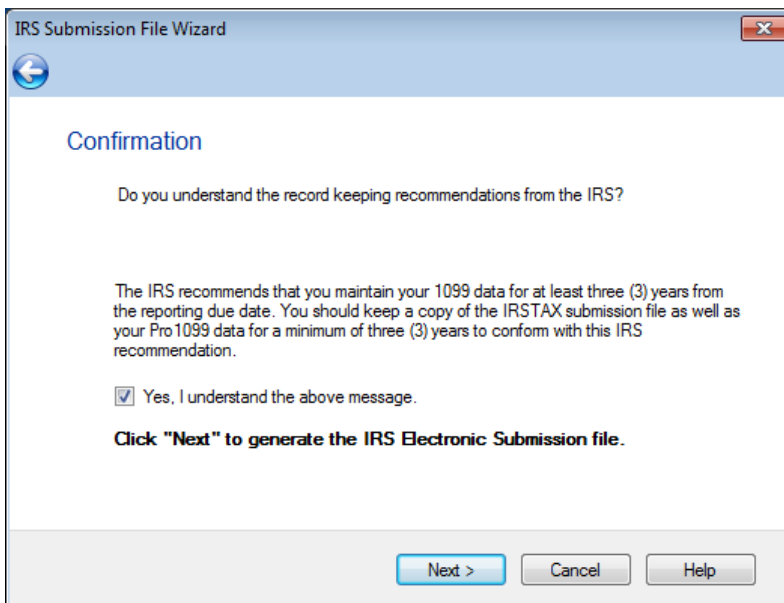 IRS Submission File Wizard
Confirmation
Do you understand the record keeping recommendations from the IRS?
The IRS recommends that you maintain your 1099 data for at least three (3) years from
the reporting due date. You should keep a copy of the IRSTAX submission file as well as
your Pro1099 data for a minimum of three (3) years to conform with this IRS
recommendation.
Yes, I understand the above message.
Click "Next" to generate the IRS Electronic Submission file.
Next > Cancel Help